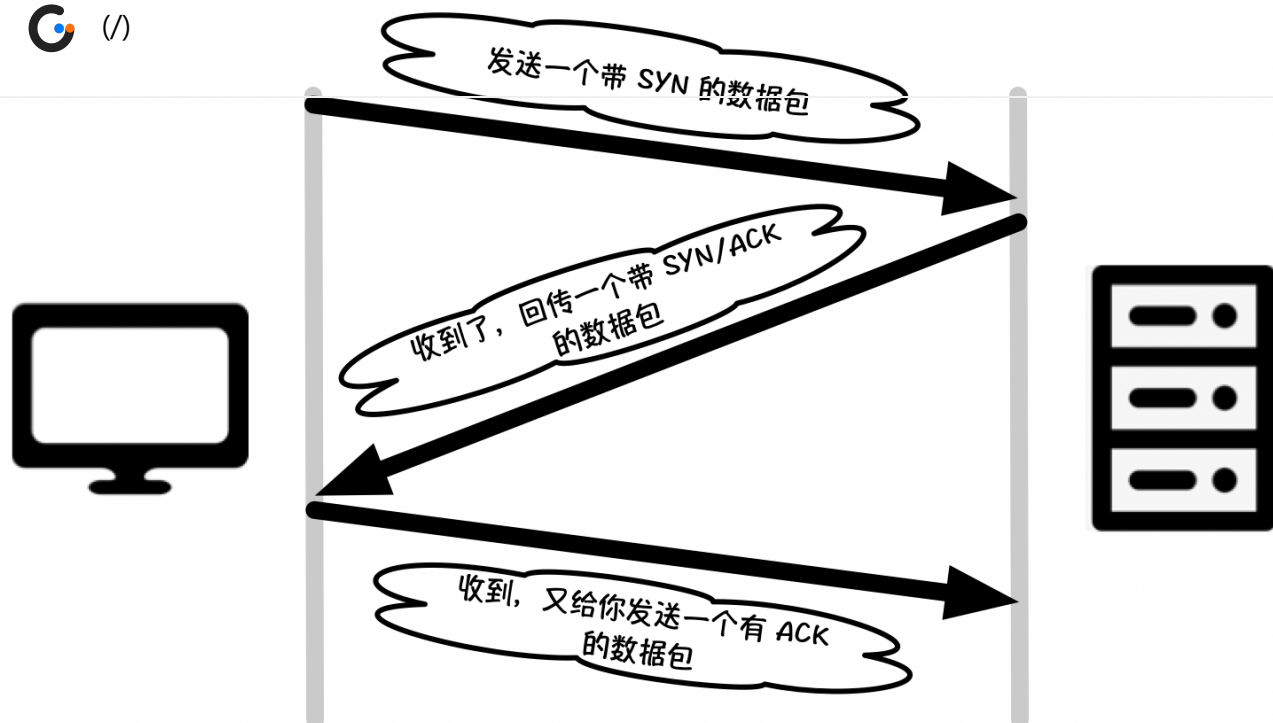 (/)
发送一个带 SYN 的数据包
收到了，回传一个带 SYN/ACK
的数据包
收到，又给你发送一个有 ACK
的数据包